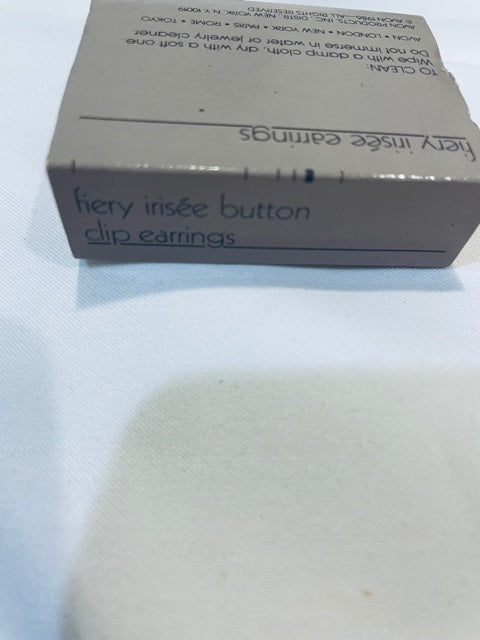 fiery irisée button
clip earrings
fiery irisée earrings
TO CLEAN:
Wipe with a damp cloth, dry with a soft one.
Do not immerse in water or jewelry cleaner.
AVON • LONDON • NEW YORK • PARIS • ROME • TOKYO
AVON PRODUCTS, INC. DISTR. NEW YORK, N.Y. 10019
© AVON 1986 ALL RIGHTS RESERVED